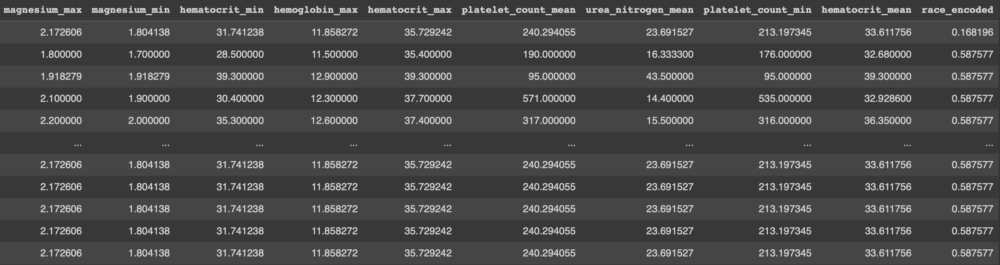 magnesium_max magnesium_min hematocrit_min hemoglobin_max hematocrit_max platelet_count_mean urea_nitrogen_mean platelet_count_min hematocrit_mean race_encoded
2.172606 1.804138 31.741238 11.858272 35.729242 240.294055 23.691527 213.197345 33.611756 0.168196
1.800000 1.700000 28.500000 11.500000 35.400000 190.000000 16.333300 176.000000 32.680000 0.587577
1.918279 1.918279 39.300000 12.900000 39.300000 95.000000 43.500000 95.000000 39.300000 0.587577
2.100000 1.900000 30.400000 12.300000 37.700000 571.000000 14.400000 535.000000 32.928600 0.587577
2.200000 2.000000 35.300000 12.600000 37.400000 317.000000 15.500000 316.000000 36.350000 0.587577
... ... ... ... ... ... ... ... ... ...
2.172606 1.804138 31.741238 11.858272 35.729242 240.294055 23.691527 213.197345 33.611756 0.587577
2.172606 1.804138 31.741238 11.858272 35.729242 240.294055 23.691527 213.197345 33.611756 0.587577
2.172606 1.804138 31.741238 11.858272 35.729242 240.294055 23.691527 213.197345 33.611756 0.587577
2.172606 1.804138 31.741238 11.858272 35.729242 240.294055 23.691527 213.197345 33.611756 0.587577
2.172606 1.804138 31.741238 11.858272 35.729242 240.294055 23.691527 213.197345 33.611756 0.587577